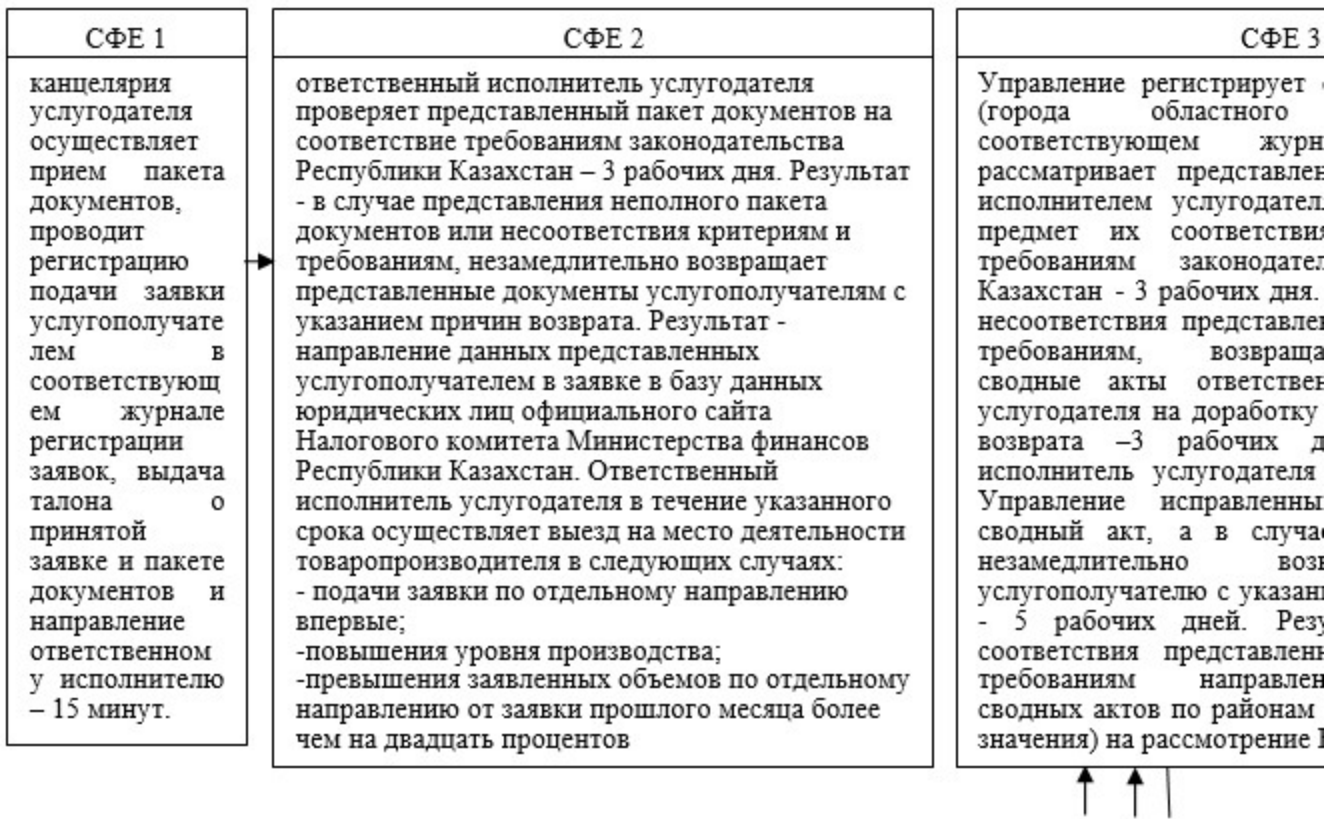 СФЕ 1
канцелярия
услугодателя
осуществляет
прием пакета
документов,
проводит
регистрацию
подачи заявки
услугополучате
лем в
соответствующ
ем журнале
регистрации
заявок, выдача
талона о
принятой
заявке и пакете
документов и
направление
ответственном
у исполнителю
– 15 минут.
СФЕ 2
ответственный исполнитель услугодателя
проверяет представленный пакет документов на
соответствие требованиям законодательства
Республики Казахстан – 3 рабочих дня. Результат
- в случае представления неполного пакета
документов или несоответствия критериям и
требованиям, незамедлительно возвращает
представленные документы услугополучателям с
указанием причин возврата. Результат -
направление данных представленных
услугополучателем в заявке в базу данных
юридических лиц официального сайта
Налогового комитета Министерства финансов
Республики Казахстан. Ответственный
исполнитель услугодателя в течение указанного
срока осуществляет выезд на место деятельности
товаропроизводителя в следующих случаях:
- подачи заявки по отдельному направлению
впервые;
-повышения уровня производства;
-превышения заявленных объемов по отдельному
направлению от заявки прошлого месяца более
чем на двадцать процентов
СФЕ 3
Управление регистрирует
(города областного
соответствующем журн
рассматривает представлен
исполнителем услугодател
предмет их соответствия
требованиям законодател
Казахстан - 3 рабочих дня.
несоответствия представле
требованиям, возвраща
сводные акты ответствен
услугодателя на доработку
возврата –3 рабочих д
исполнитель услугодателя
Управление исправленны
сводный акт, а в случа
незамедлительно воз
услугополучателю с указан
- 5 рабочих дней. Резу
соответствия представлен
требованиям направлен
сводных актов по районам
значения) на рассмотрение